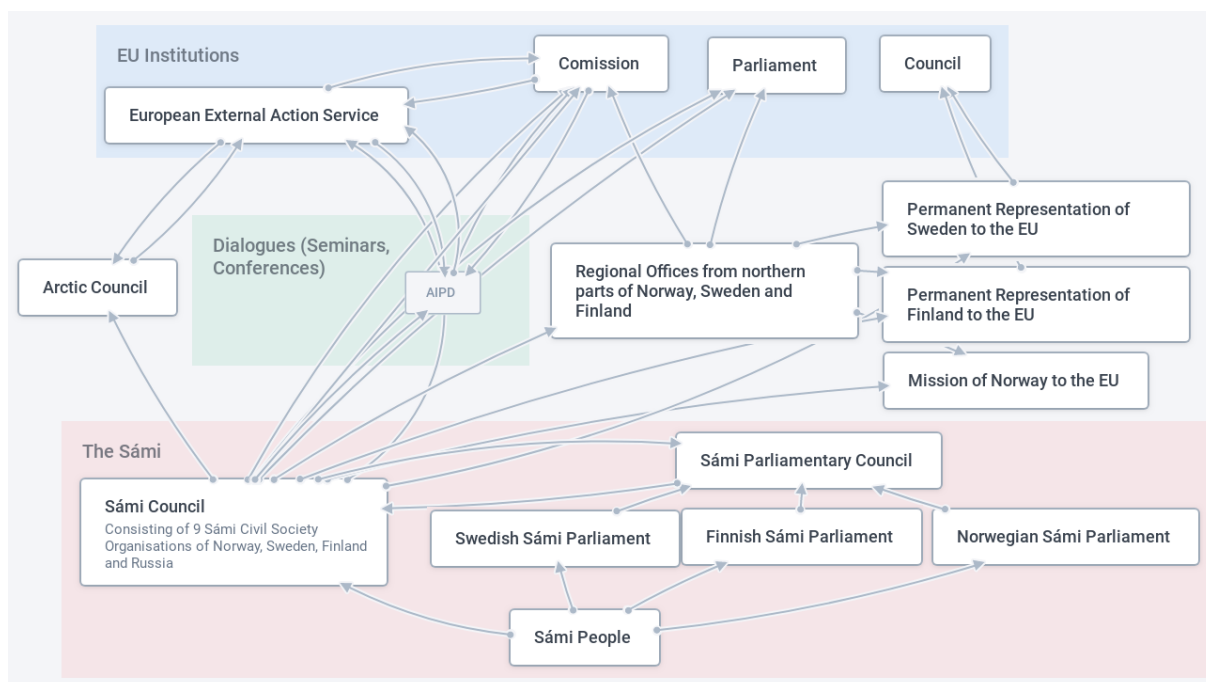 EU Institutions
Comission
Parliament
Council
European External Action Service
Permanent Representation of
Sweden to the EU
Dialogues (Seminars,
Conferences)
Arctic Council
AIPD
Regional Offices from northern
parts of Norway, Sweden and
Finland
Permanent Representation of
Finland to the EU
Mission of Norway to the EU
The Sámi
Sámi Parliamentary Council
Sámi Council
Consisting of 9 Sámi Civil Society
Organisations of Norway, Sweden, Finland
and Russia
Swedish Sámi Parliament
Finnish Sámi Parliament
Norwegian Sámi Parliament
Sámi People